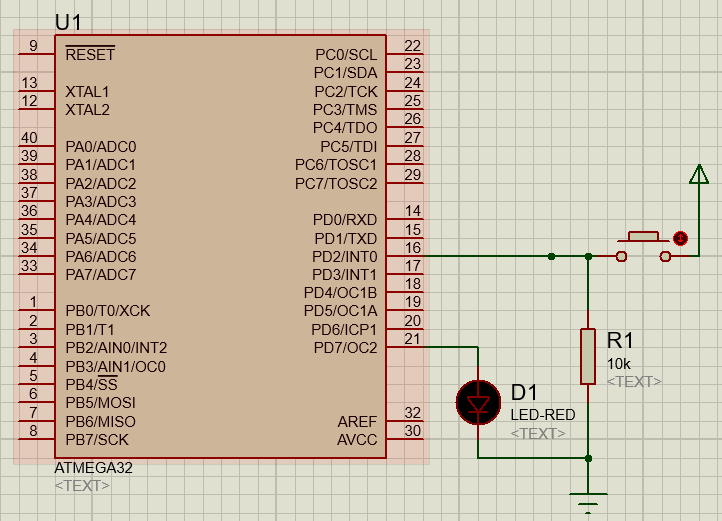 U1
9 RESET PC0/SCL 22
PC1/SDA 23
13 XTAL1 PC2/TCK 24
12 XTAL2 PC3/TMS 25
PC4/TDO 26
40 PA0/ADC0 PC5/TDI 27
39 PA1/ADC1 PC6/TOSC1 28
38 PA2/ADC2 PC7/TOSC2 29
37 PA3/ADC3
36 PA4/ADC4 PD0/RXD 14
35 PA5/ADC5 PD1/TXD 15
34 PA6/ADC6 PD2/INT0 16
33 PA7/ADC7 PD3/INT1 17
PD4/OC1B 18
1 PB0/T0/XCK PD5/OC1A 19
2 PB1/T1 PD6/ICP1 20
3 PB2/AIN0/INT2 PD7/OC2 21
4 PB3/AIN1/OC0
5 PB4/SS
6 PB5/MOSI
7 PB6/MISO AREF 32
8 PB7/SCK AVCC 30
ATMEGA32
<TEXT>
R1
10k
<TEXT>
D1
LED-RED
<TEXT>